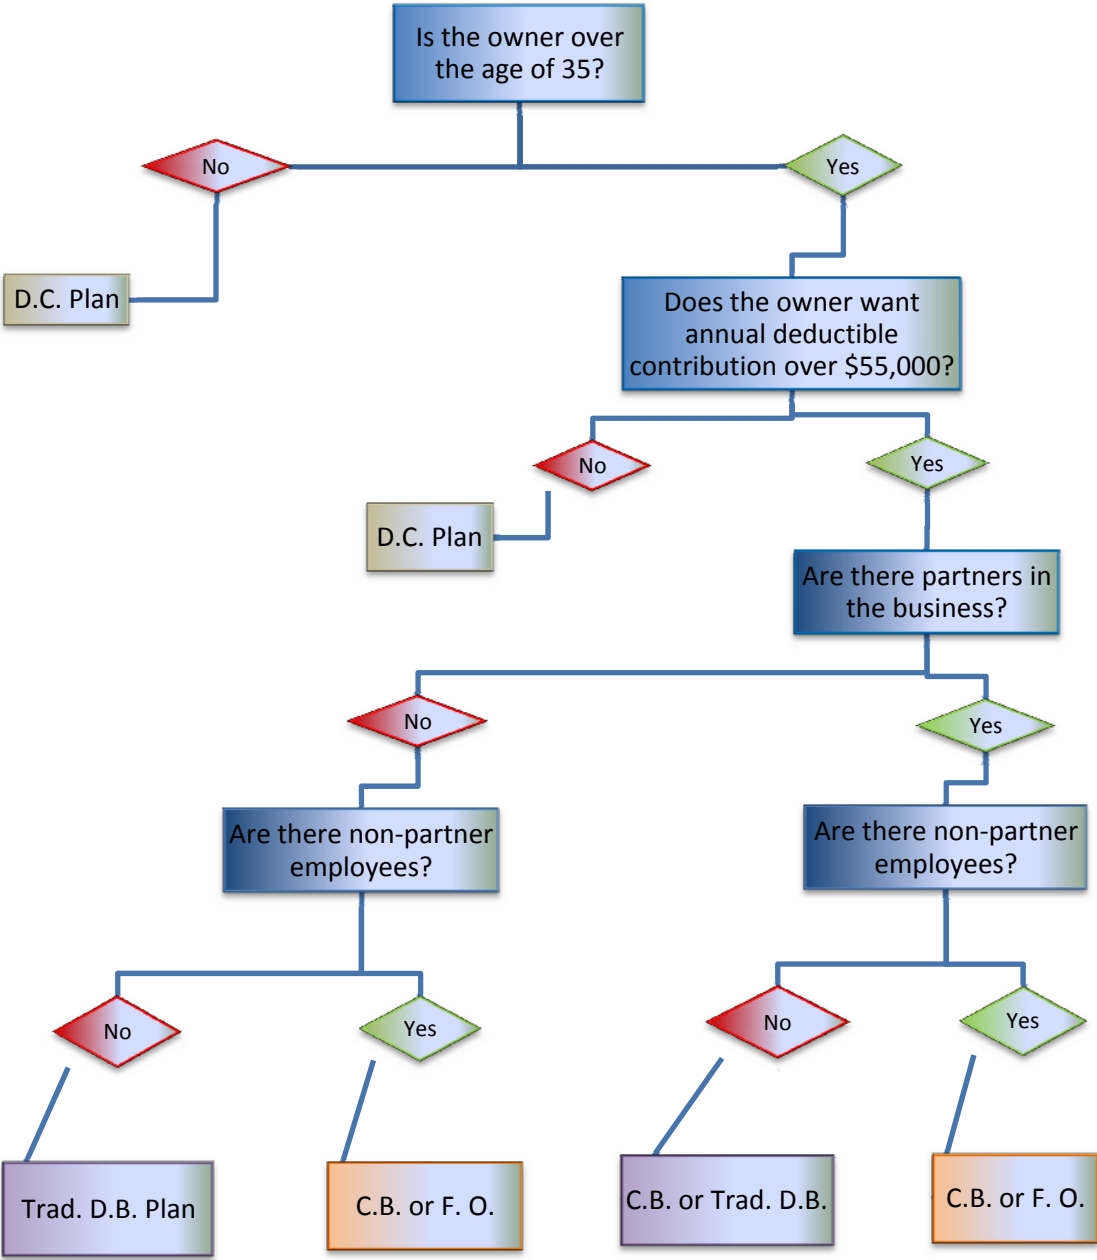 Is the owner over
the age of 35?
No
Yes
D.C. Plan
Does the owner want
annual deductible
contribution over $55,000?
No
Yes
D.C. Plan
Are there partners in
the business?
No
Yes
Are there non-partner
employees?
Are there non-partner
employees?
No
Yes
No
Yes
Trad. D.B. Plan
C.B. or F. O.
C.B. or Trad. D.B.
C.B. or F. O.